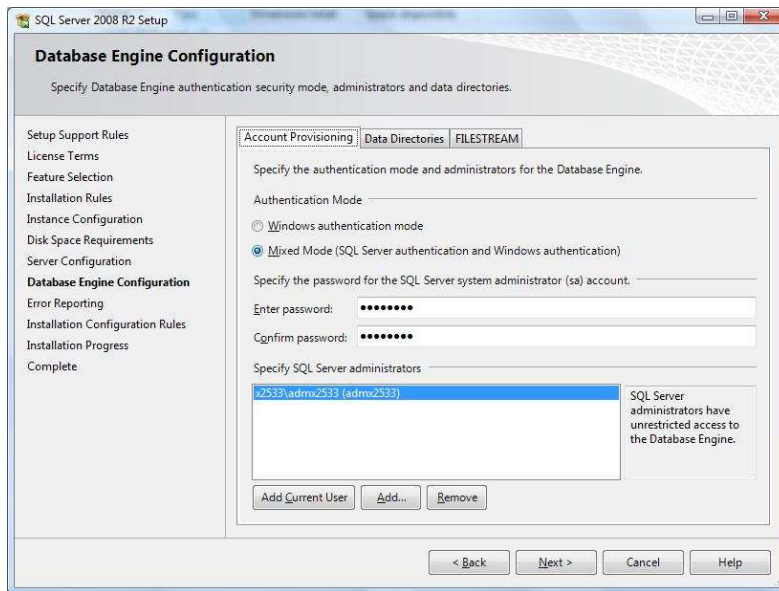 SQL Server 2008 R2 Setup
Database Engine Configuration
Specify Database Engine authentication security mode, administrators and data directories.
Setup Support Rules
License Terms
Feature Selection
Installation Rules
Instance Configuration
Disk Space Requirements
Server Configuration
Database Engine Configuration
Error Reporting
Installation Configuration Rules
Installation Progress
Complete
Account Provisioning Data Directories FILESTREAM
Specify the authentication mode and administrators for the Database Engine.
Authentication Mode
Windows authentication mode
Mixed Mode (SQL Server authentication and Windows authentication)
Specify the password for the SQL Server system administrator (sa) account.
Enter password: ●●●●●●●●
Confirm password: ●●●●●●●●
Specify SQL Server administrators
x2533\admx2533 (admx2533)
SQL Server
administrators have
unrestricted access to
the Database Engine.
Add Current User Add... Remove
< Back Next > Cancel Help